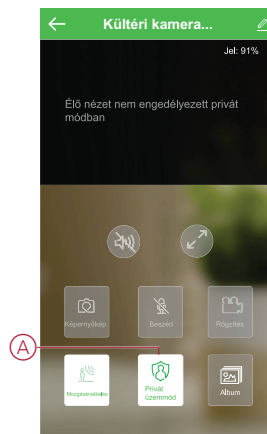 Kültéri kamera...
Jel: 91%
Élő nézet nem engedélyezett privát
módban
Képernyőkép
Beszéd
Rögzítés
A
Mozgásérzékelés
Privát
üzemmód
Album